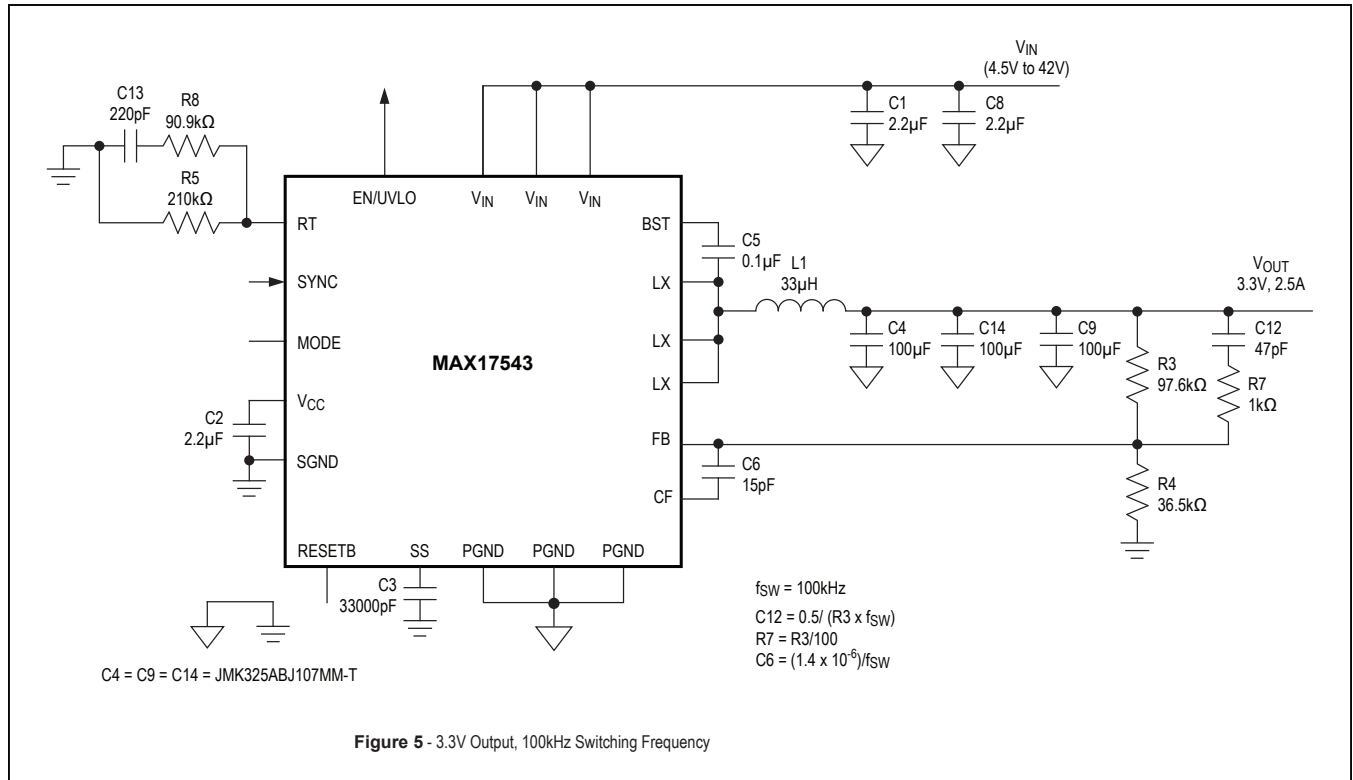 VIN
(4.5V to 42V)
C13
220pF
R8
90.9kΩ
C1
2.2µF
C8
2.2µF
R5
210kΩ
EN/UVLO
VIN
VIN
VIN
RT
BST
C5
0.1µF
SYNC
LX
L1
33µH
VOUT
3.3V, 2.5A
MODE
LX
C4
100µF
C14
100µF
C9
100µF
C12
47pF
MAX17543
LX
R3
97.6kΩ
R7
1kΩ
VCC
C2
2.2µF
FB
SGND
C6
15pF
CF
R4
36.5kΩ
RESETB
SS
PGND
PGND
PGND
C3
33000pF
fSW = 100kHz
C12 = 0.5/ (R3 x fSW)
R7 = R3/100
C6 = (1.4 x 10⁻⁶)/fSW
C4 = C9 = C14 = JMK325ABJ107MM-T
Figure 5 - 3.3V Output, 100kHz Switching Frequency